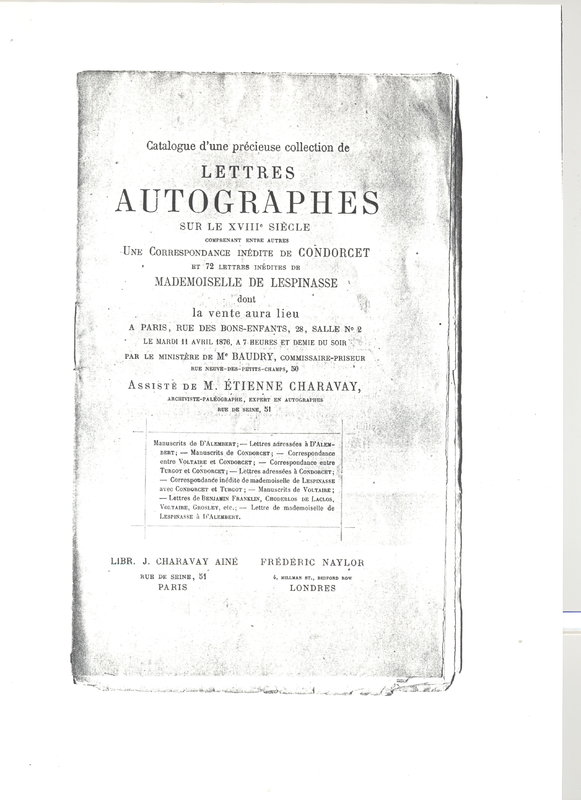 Catalogue d'une précieuse collection de
LETTRES
AUTOGRAPHES
SUR LE XVIIIe SIÈCLE
COMPRENANT ENTRE AUTRES
UNE CORRESPONDANCE INÉDITE DE CONDORCET
ET 72 LETTRES INÉDITES DE
MADEMOISELLE DE LESPINASSE
dont
la vente aura lieu
A PARIS, RUE DES BONS-ENFANTS, 28, SALLE No 2
LE MARDI 11 AVRIL 1876, A 7 HEURES ET DEMIE DU SOIR
PAR LE MINISTÈRE DE Me BAUDRY, COMMISSAIRE-PRISEUR
RUE NEUVE-DES-PETITS-CHAMPS, 50
ASSISTÉ DE M. ÉTIENNE CHARAVAY,
ARCHIVISTE-PALÉOGRAPHE, EXPERT EN AUTOGRAPHES
RUE DE SEINE, 51
Manuscrits de D'ALEMBERT; — Lettres adressées à D'ALEM-
BERT; — Manuscrits de CONDORCET; — Correspondance
entre VOLTAIRE et CONDORCET; — Correspondance entre
TURGOT et CONDORCET; — Lettres adressées à CONDORCET;
— Correspondance inédite de mademoiselle de LESPINASSE
avec CONDORCET et TURGOT; — Manuscrits de VOLTAIRE;
— Lettres de BENJAMIN FRANKLIN, CHODERLOS DE LACLOS,
VOLTAIRE, GROSLEY, etc.; — Lettre de mademoiselle de
LESPINASSE à D'ALEMBERT.
LIBR. J. CHARAVAY AINÉ
RUE DE SEINE, 51
PARIS
FRÉDÉRIC NAYLOR
4, MILLMAN ST., BEDFORD ROW
LONDRES